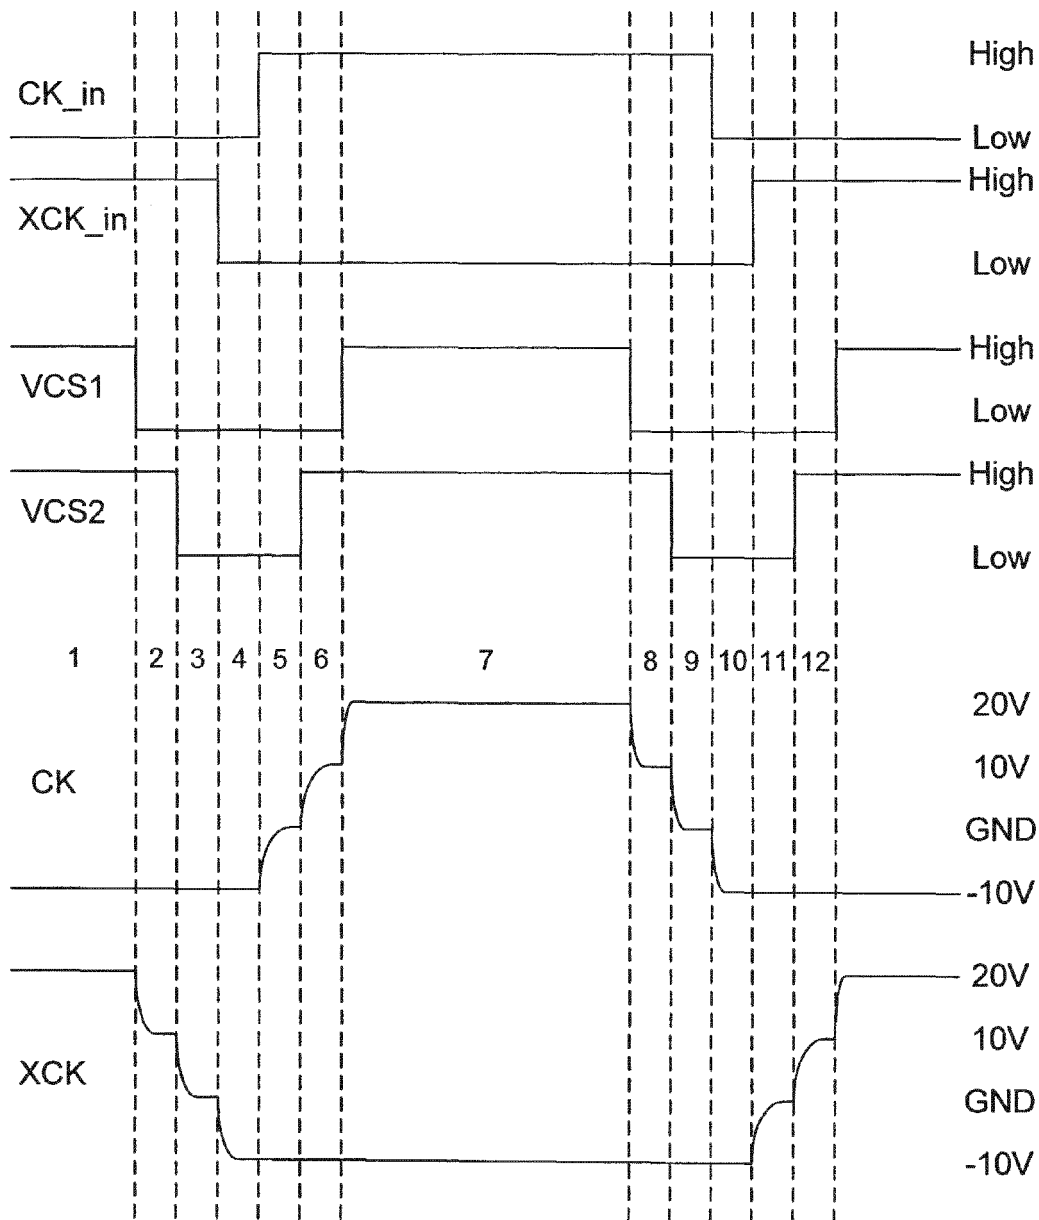 High
CK_in
Low
High
XCK_in
Low
High
VCS1
Low
High
VCS2
Low
1 2 3 4 5 6 7 8 9 10 11 12
20V
10V
CK
GND
-10V
20V
10V
XCK
GND
-10V